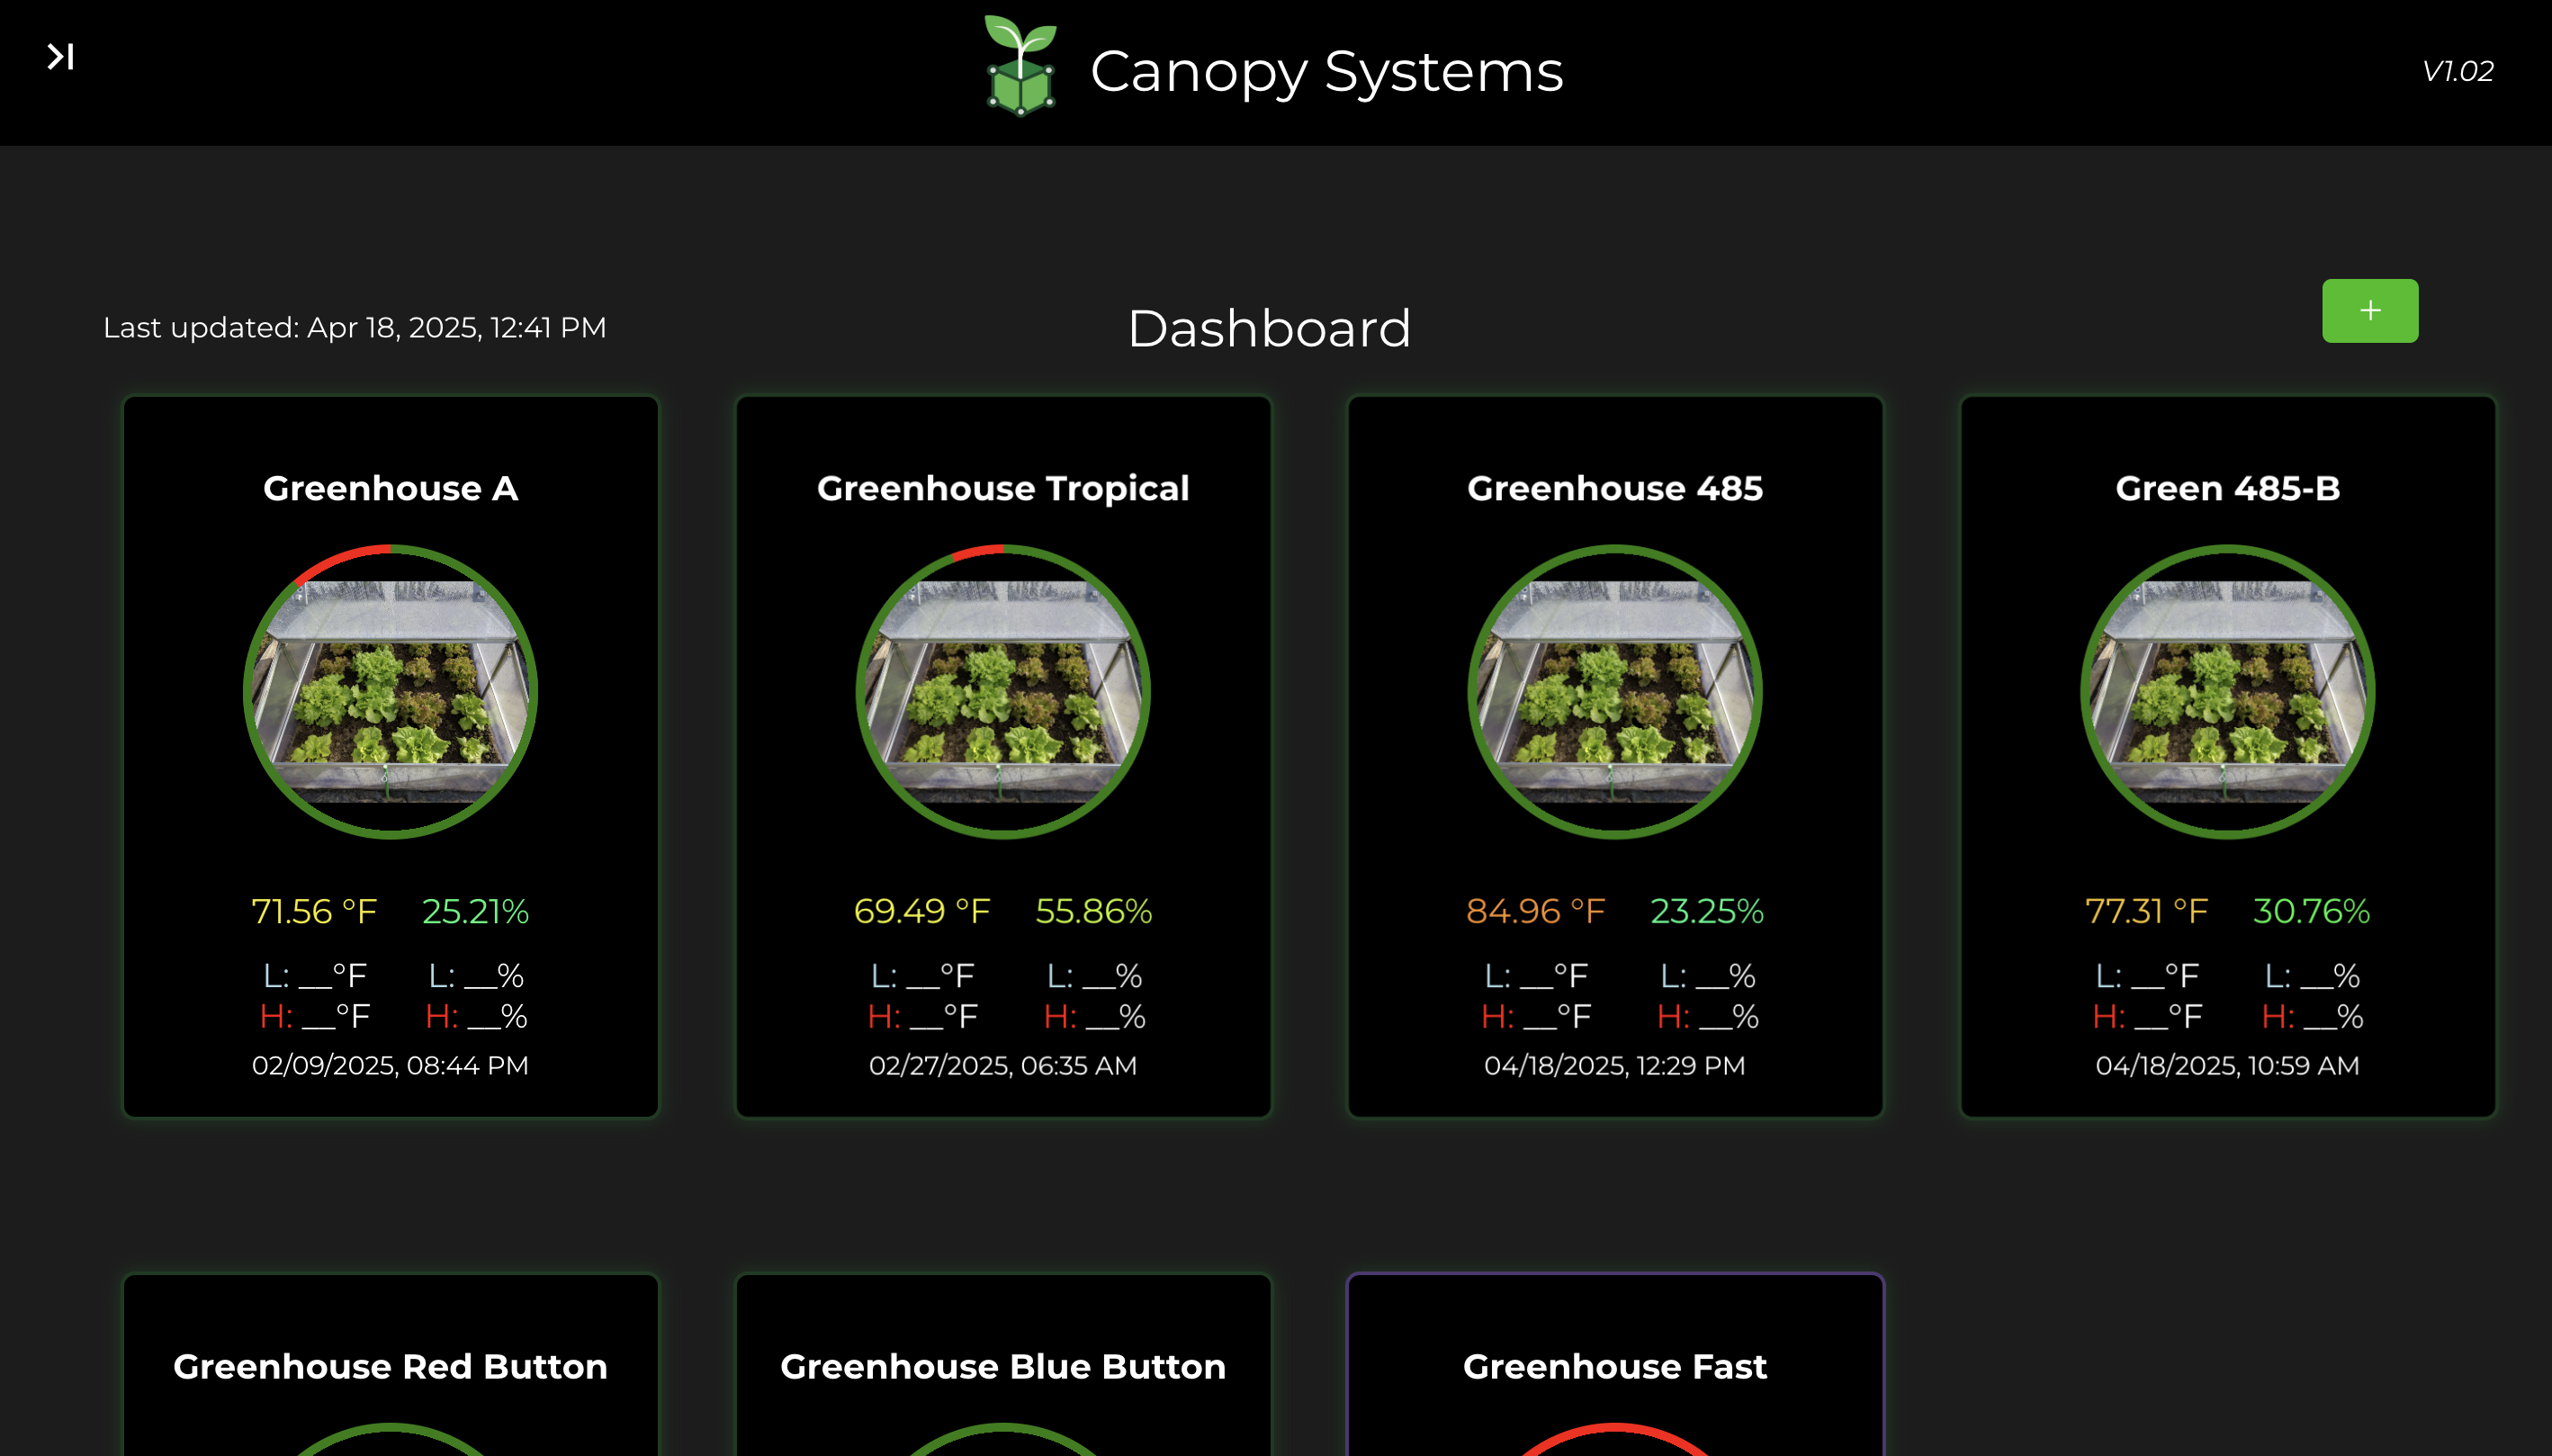 Canopy Systems
V1.02
Last updated: Apr 18, 2025, 12:41 PM
Dashboard
+
Greenhouse A
71.56 °F 25.21%
L: __°F L: __%
H: __°F H: __%
02/09/2025, 08:44 PM
Greenhouse Tropical
69.49 °F 55.86%
L: __°F L: __%
H: __°F H: __%
02/27/2025, 06:35 AM
Greenhouse 485
84.96 °F 23.25%
L: __°F L: __%
H: __°F H: __%
04/18/2025, 12:29 PM
Green 485-B
77.31 °F 30.76%
L: __°F L: __%
H: __°F H: __%
04/18/2025, 10:59 AM
Greenhouse Red Button
Greenhouse Blue Button
Greenhouse Fast